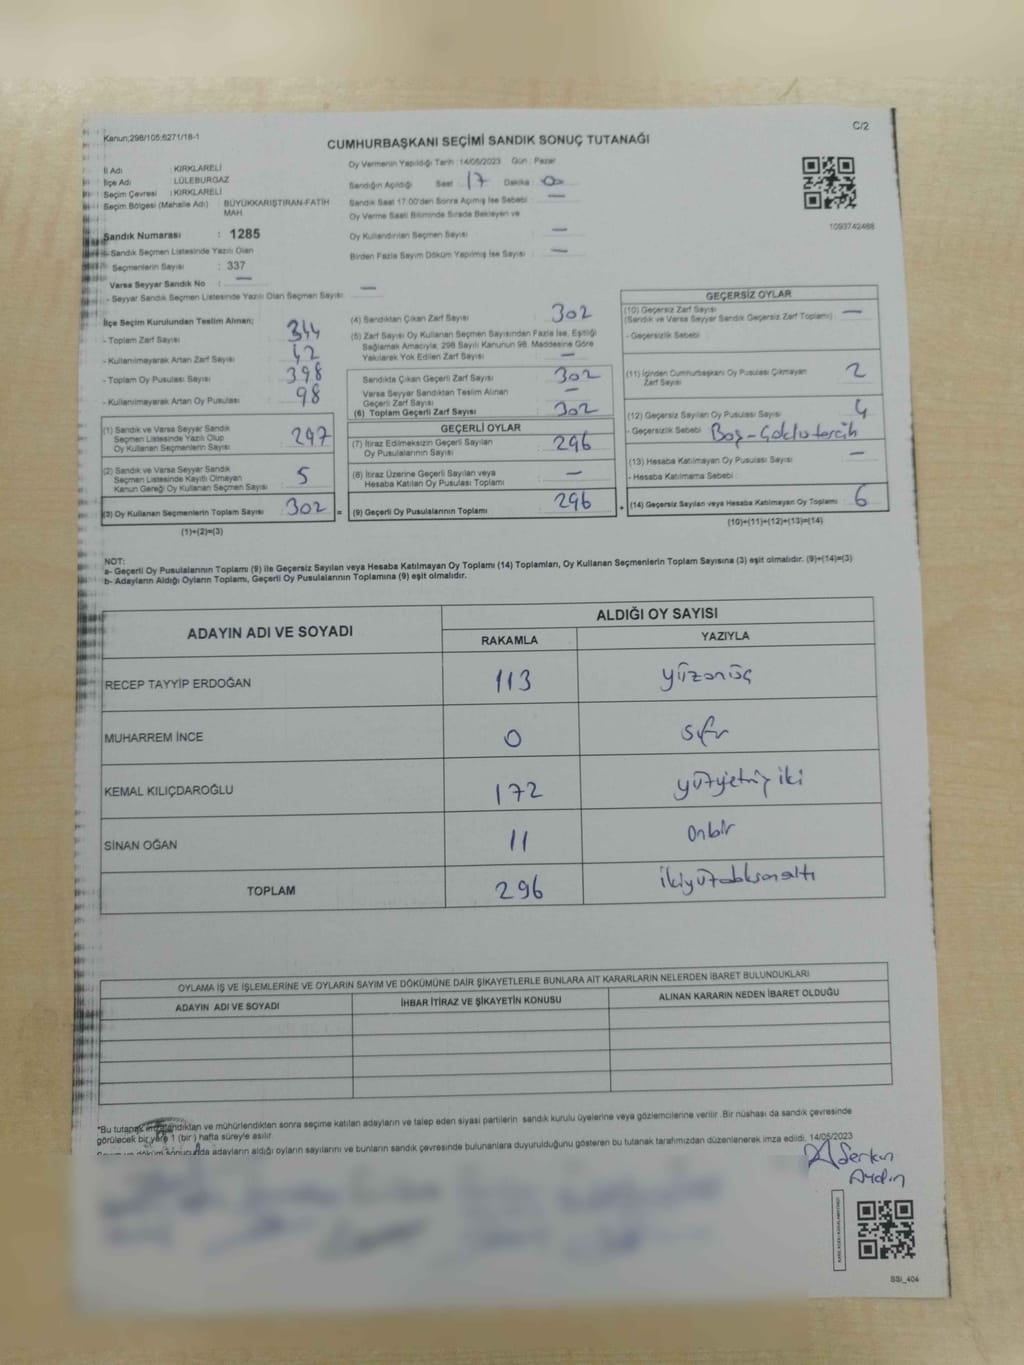 Kanun:298/105;6271/18-1
C/2
CUMHURBAŞKANI SEÇİMİ SANDIK SONUÇ TUTANAĞI
İl Adı : KIRKLARELİ
İlçe Adı : LÜLEBURGAZ
Seçim Çevresi : KIRKLARELİ
Seçim Bölgesi (Mahalle Adı) : BÜYÜKKARIŞTIRAN-FATİH MAH.
Sandık Numarası : 1285
- Sandık Seçmen Listesinde Yazılı Olan
Seçmenlerin Sayısı : 337
Varsa Seyyar Sandık No : —
- Seyyar Sandık Seçmen Listesinde Yazılı Olan Seçmen Sayısı: —
Oy Vermenin Yapıldığı Tarih : 14/05/2023 Gün : Pazar
Sandığın Açıldığı Saat : 17 Dakika : 0
Sandık Saat 17.00'den Sonra Açılmış İse Sebebi : —
Oy Verme Saati Bitiminde Sırada Bekleyen ve
Oy Kullandırılan Seçmen Sayısı : —
Birden Fazla Sayım Döküm Yapılmış İse Sayısı : —
1093742488
İlçe Seçim Kurulundan Teslim Alınan;
- Toplam Zarf Sayısı : 344
- Kullanılmayarak Artan Zarf Sayısı : 42
- Toplam Oy Pusulası Sayısı : 398
- Kullanılmayarak Artan Oy Pusulası : 98
(1) Sandık ve Varsa Seyyar Sandık
Seçmen Listesinde Yazılı Olup
Oy Kullanan Seçmenlerin Sayısı : 297
(2) Sandık ve Varsa Seyyar Sandık
Seçmen Listesinde Kayıtlı Olmayan
Kanun Gereği Oy Kullanan Seçmen Sayısı : 5
(3) Oy Kullanan Seçmenlerin Toplam Sayısı : 302 =
(1)+(2)=(3)
(4) Sandıktan Çıkan Zarf Sayısı : 302
(5) Zarf Sayısı Oy Kullanan Seçmen Sayısından Fazla İse, Eşitliği
Sağlamak Amacıyla, 298 Sayılı Kanunun 98. Maddesine Göre
Yakılarak Yok Edilen Zarf Sayısı : —
Sandıkta Çıkan Geçerli Zarf Sayısı : 302
Varsa Seyyar Sandıktan Teslim Alınan
Geçerli Zarf Sayısı : —
(6) Toplam Geçerli Zarf Sayısı : 302
GEÇERLİ OYLAR
(7) İtiraz Edilmeksizin Geçerli Sayılan
Oy Pusulalarının Sayısı : 296
(8) İtiraz Üzerine Geçerli Sayılan veya
Hesaba Katılan Oy Pusulası Toplamı : —
(9) Geçerli Oy Pusulalarının Toplamı : 296 +
GEÇERSİZ OYLAR
(10) Geçersiz Zarf Sayısı : —
(Sandık ve Varsa Seyyar Sandık Geçersiz Zarf Toplamı)
- Geçersizlik Sebebi :
(11) İçinden Cumhurbaşkanı Oy Pusulası Çıkmayan
Zarf Sayısı : 2
(12) Geçersiz Sayılan Oy Pusulası Sayısı : 4
- Geçersizlik Sebebi : Boş - Çoklu tercih
(13) Hesaba Katılmayan Oy Pusulası Sayısı : —
- Hesaba Katılmama Sebebi :
(14) Geçersiz Sayılan veya Hesaba Katılmayan Oy Toplamı : 6
(10)+(11)+(12)+(13)=(14)
NOT:
a- Geçerli Oy Pusulalarının Toplamı (9) ile Geçersiz Sayılan veya Hesaba Katılmayan Oy Toplamı (14) Toplamları, Oy Kullanan Seçmenlerin Toplam Sayısına (3) eşit olmalıdır. (9)+(14)=(3)
b- Adayların Aldığı Oyların Toplamı, Geçerli Oy Pusulalarının Toplamına (9) eşit olmalıdır.
ADAYIN ADI VE SOYADI
ALDIĞI OY SAYISI
RAKAMLA YAZIYLA
RECEP TAYYİP ERDOĞAN 113 yüzonüç
MUHARREM İNCE 0 sıfır
KEMAL KILIÇDAROĞLU 172 yüzyetmiş iki
SİNAN OĞAN 11 onbir
TOPLAM 296 ikiyüzdoksanaltı
OYLAMA İŞ VE İŞLEMLERİNE VE OYLARIN SAYIM VE DÖKÜMÜNE DAİR ŞİKAYETLERLE BUNLARA AİT KARARLARIN NELERDEN İBARET BULUNDUKLARI
ADAYIN ADI VE SOYADI İHBAR İTİRAZ VE ŞİKAYETİN KONUSU ALINAN KARARIN NEDEN İBARET OLDUĞU
*Bu tutanak imzalandıktan ve mühürlendikten sonra seçime katılan adayların ve talep eden siyasi partilerin sandık kurulu üyelerine veya gözlemcilerine verilir .Bir nüshası da sandık çevresinde
görülecek bir yere 1 (bir ) hafta süreyle asılır.
adayların aldığı oyların sayılarını ve bunların sandık çevresinde bulunanlara duyurulduğunu gösteren bu tutanak tarafımızdan düzenlenerek imza edildi. 14/05/2023
Serkan
Aydın
SSİ_404